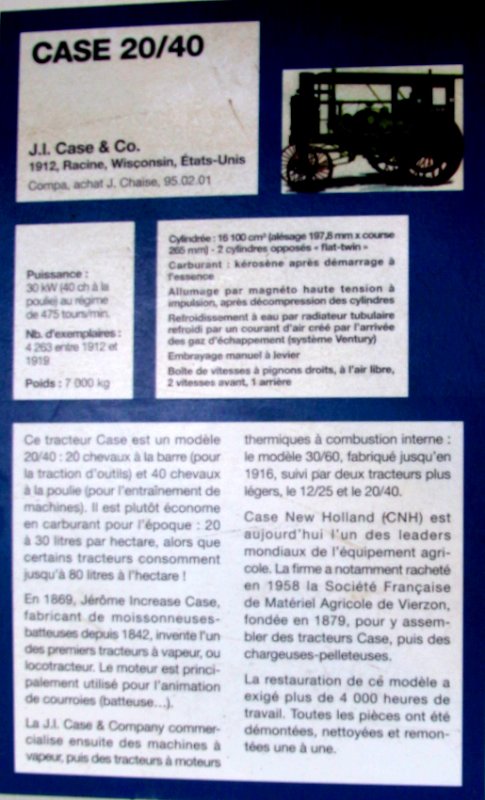 CASE 20/40
J.I. Case & Co.
1912, Racine, Wisconsin, États-Unis
Compa, achat J. Chaise, 95.02.01
Puissance :
30 kW (40 ch à la
poulie) au régime
de 475 tours/min.
Nb. d'exemplaires :
4 263 entre 1912 et
1919
Poids : 7 000 kg
Cylindrée : 16 100 cm³ (alésage 197,8 mm x course
265 mm) - 2 cylindres opposés « flat-twin »
Carburant : kérosène après démarrage à
l'essence
Allumage par magnéto haute tension à
impulsion, après décompression des cylindres
Refroidissement à eau par radiateur tubulaire
refroidi par un courant d'air créé par l'arrivée
des gaz d'échappement (système Ventury)
Embrayage manuel à levier
Boîte de vitesses à pignons droits, à l'air libre,
2 vitesses avant, 1 arrière
Ce tracteur Case est un modèle
20/40 : 20 chevaux à la barre (pour
la traction d'outils) et 40 chevaux
à la poulie (pour l'entraînement de
machines). Il est plutôt économe
en carburant pour l'époque : 20
à 30 litres par hectare, alors que
certains tracteurs consomment
jusqu'à 80 litres à l'hectare !
En 1869, Jérôme Increase Case,
fabricant de moissonneuses-
batteuses depuis 1842, invente l'un
des premiers tracteurs à vapeur, ou
locotracteur. Le moteur est princi-
palement utilisé pour l'animation
de courroies (batteuse...).
La J.I. Case & Company commer-
cialise ensuite des machines à
vapeur, puis des tracteurs à moteurs
thermiques à combustion interne :
le modèle 30/60, fabriqué jusqu'en
1916, suivi par deux tracteurs plus
légers, le 12/25 et le 20/40.
Case New Holland (CNH) est
aujourd'hui l'un des leaders
mondiaux de l'équipement agri-
cole. La firme a notamment racheté
en 1958 la Société Française
de Matériel Agricole de Vierzon,
fondée en 1879, pour y assem-
bler des tracteurs Case, puis des
chargeuses-pelleteuses.
La restauration de ce modèle a
exigé plus de 4 000 heures de
travail. Toutes les pièces ont été
démontées, nettoyées et remon-
tées une à une.